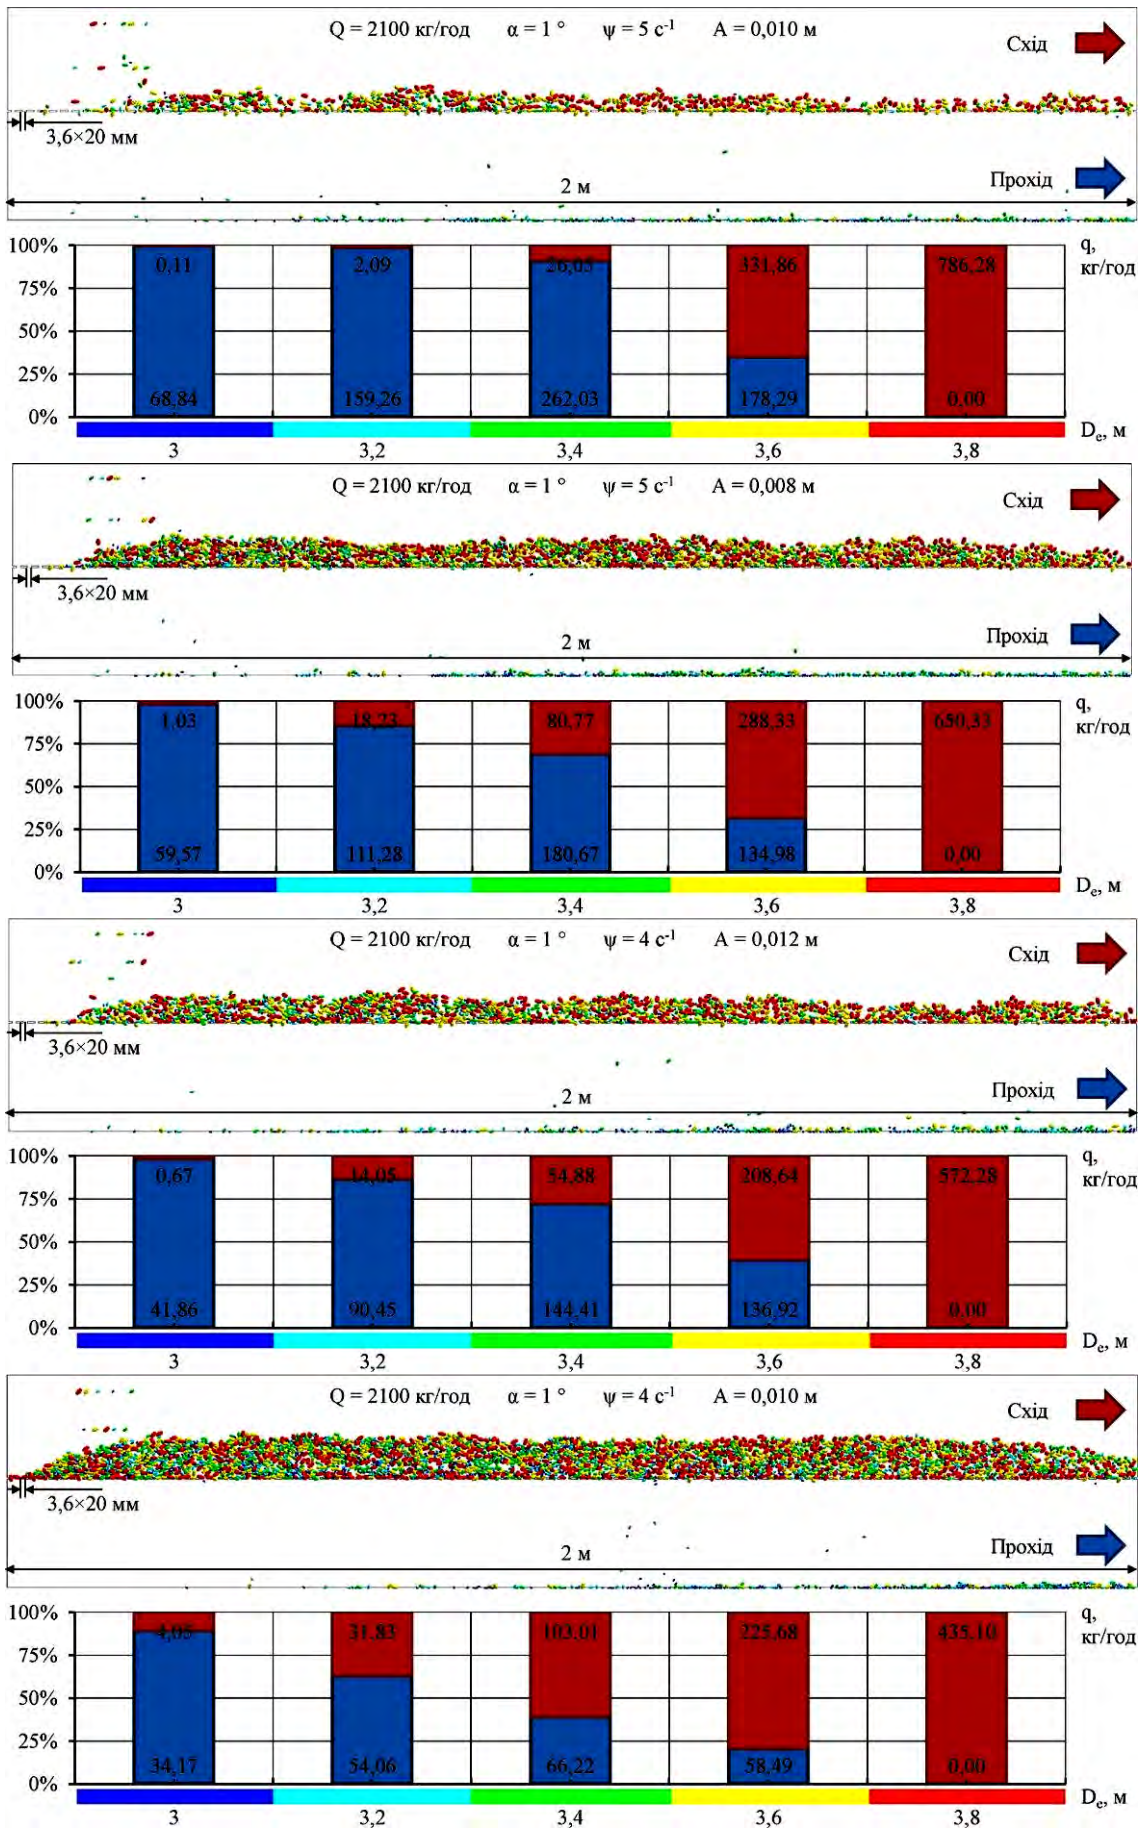 Q = 2100 кг/год α = 1 ° ψ = 5 c⁻¹ A = 0,010 м
Схід
3,6×20 мм
Прохід
2 м
100% 0,11 2,09 26,05 331,86 786,28 q,
кг/год
75%
50%
25%
68,84 159,26 262,03 178,29 0,00
0%
Dₑ, м
3 3,2 3,4 3,6 3,8
Q = 2100 кг/год α = 1 ° ψ = 5 c⁻¹ A = 0,008 м
Схід
3,6×20 мм
Прохід
2 м
100% 1,03 18,23 80,77 288,33 650,33 q,
кг/год
75%
50%
25%
59,57 111,28 180,67 134,98 0,00
0%
Dₑ, м
3 3,2 3,4 3,6 3,8
Q = 2100 кг/год α = 1 ° ψ = 4 c⁻¹ A = 0,012 м
Схід
3,6×20 мм
Прохід
2 м
100% 0,67 14,05 54,88 208,64 572,28 q,
кг/год
75%
50%
25%
41,86 90,45 144,41 136,92 0,00
0%
Dₑ, м
3 3,2 3,4 3,6 3,8
Q = 2100 кг/год α = 1 ° ψ = 4 c⁻¹ A = 0,010 м
Схід
3,6×20 мм
Прохід
2 м
100% 4,05 31,83 103,01 225,68 435,10 q,
кг/год
75%
50%
25%
34,17 54,06 66,22 58,49 0,00
0%
Dₑ, м
3 3,2 3,4 3,6 3,8